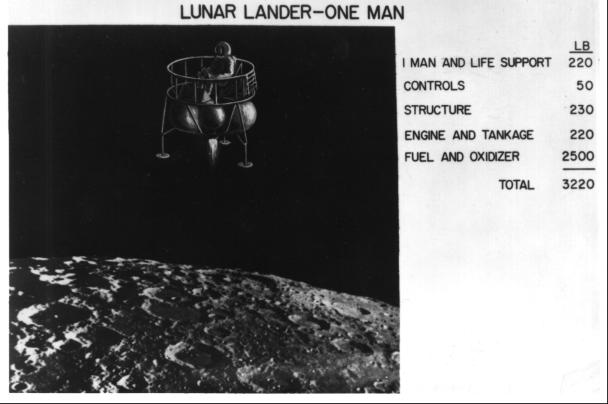 LUNAR LANDER-ONE MAN
LB
1 MAN AND LIFE SUPPORT 220
CONTROLS 50
STRUCTURE 230
ENGINE AND TANKAGE 220
FUEL AND OXIDIZER 2500
TOTAL 3220